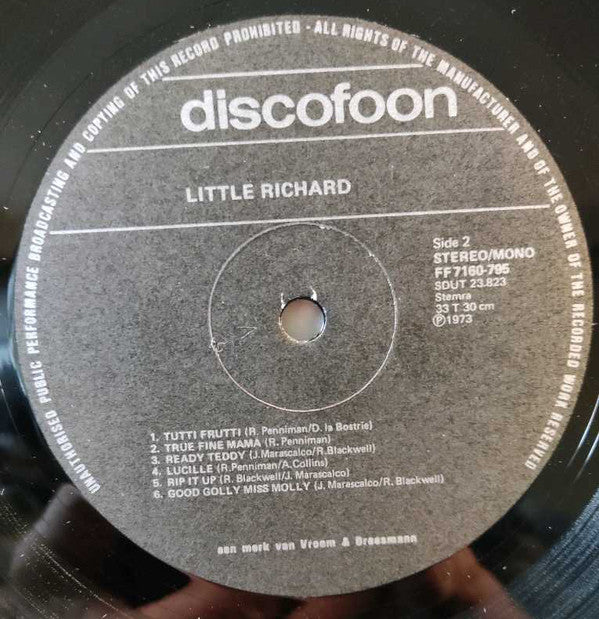 UNAUTHORISED PUBLIC PERFORMANCE BROADCASTING AND COPYING OF THIS RECORD PROHIBITED - ALL RIGHTS OF THE MANUFACTURER AND OF THE OWNER OF THE RECORDED WORK RESERVED
discofoon
LITTLE RICHARD
Side 2
STEREO/MONO
FF7160-795
SDUT 23.823
Stemra
33 T 30 cm
Ⓟ1973
1. TUTTI FRUTTI (R. Penniman/D. la Bostrie)
2. TRUE FINE MAMA (R. Penniman)
3. READY TEDDY (J. Marascalco/R. Blackwell)
4. LUCILLE (R.Penniman/A.Collins)
5. RIP IT UP (R. Blackwell/J. Marascalco)
6. GOOD GOLLY MISS MOLLY (J. Marascalco/R. Blackwell)
een merk van Vroom & Dreesmann